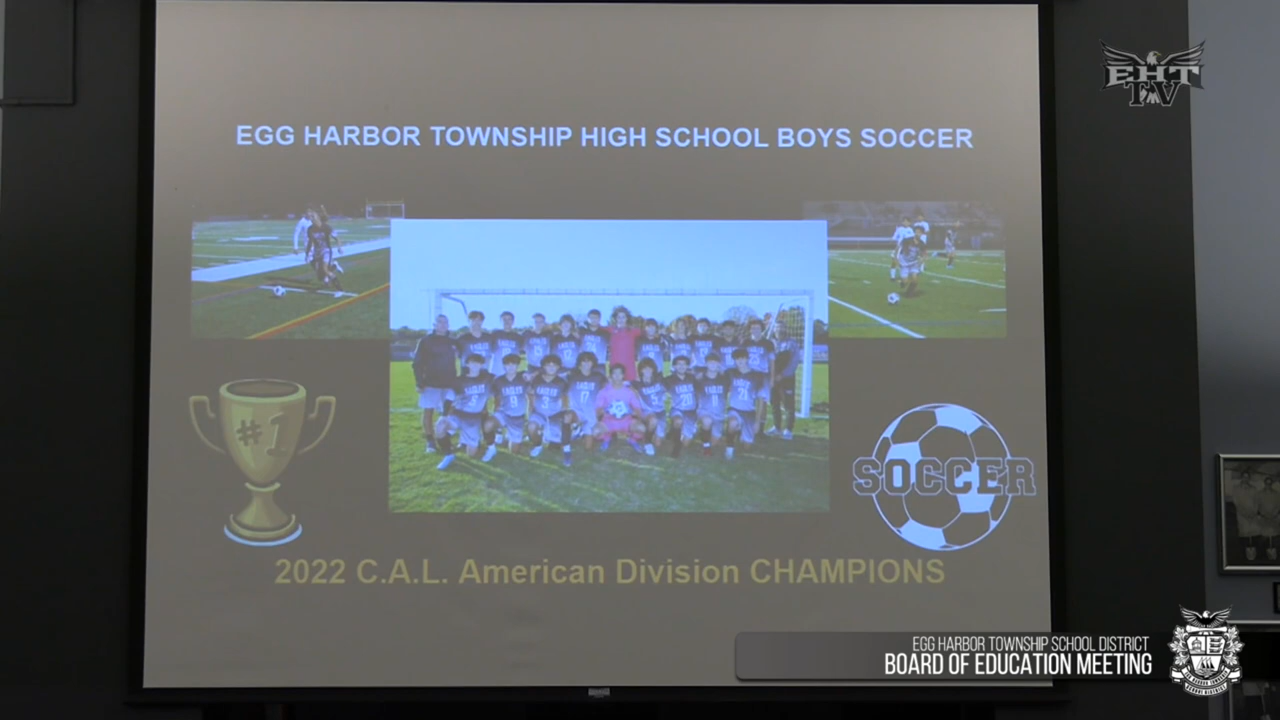 EHT
TV
EGG HARBOR TOWNSHIP HIGH SCHOOL BOYS SOCCER
#1
SOCCER
2022 C.A.L. American Division CHAMPIONS
EGG HARBOR TOWNSHIP SCHOOL DISTRICT
BOARD OF EDUCATION MEETING